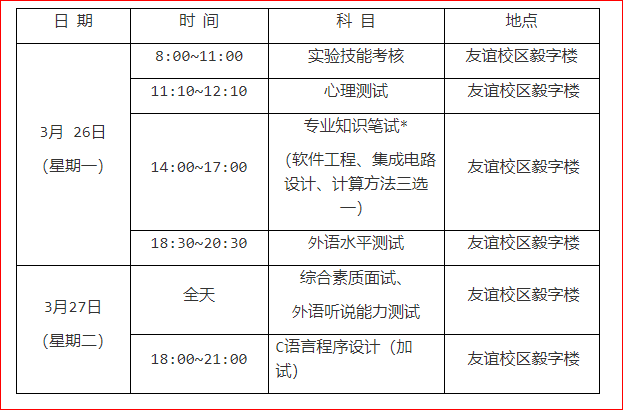 日 期
时 间
科 目
地点
3月 26日
(星期一)
8:00~11:00
实验技能考核
友谊校区毅字楼
11:10~12:10
心理测试
友谊校区毅字楼
14:00~17:00
专业知识笔试*
（软件工程、集成电路
设计、计算方法三选
一）
友谊校区毅字楼
18:30~20:30
外语水平测试
友谊校区毅字楼
3月27日
(星期二)
全天
综合素质面试、
外语听说能力测试
友谊校区毅字楼
18:00~21:00
C语言程序设计（加
试）
友谊校区毅字楼